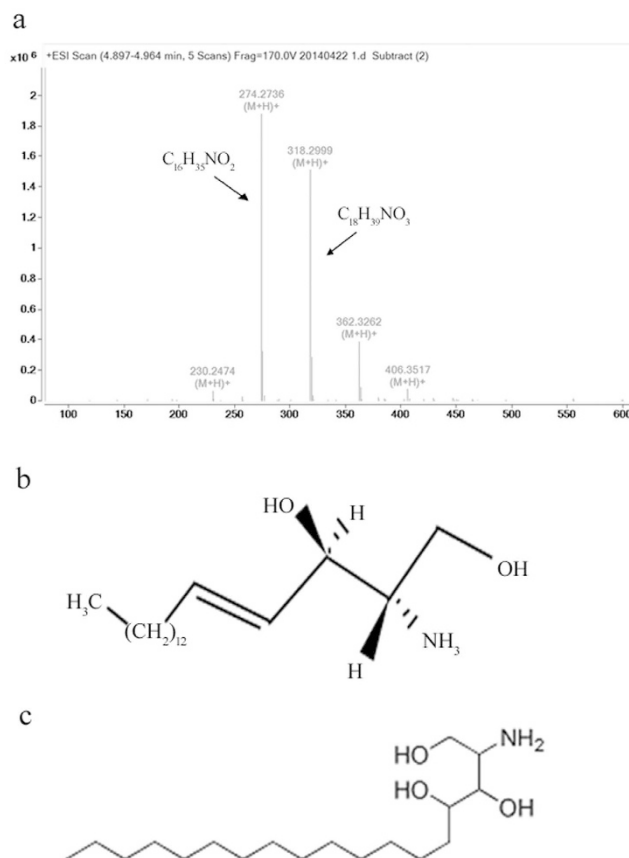 a
x10⁶ +ESI Scan (4.897-4.964 min, 5 Scans) Frag=170.0V 20140422 1.d Subtract (2)
2
1.8
1.6
1.4
1.2
1
0.8
0.6
0.4
0.2
0
274.2736
(M+H)+
318.2999
(M+H)+
C₁₆H₃₅NO₂
C₁₈H₃₉NO₃
362.3262
(M+H)+
230.2474
(M+H)+
406.3517
(M+H)+
100 150 200 250 300 350 400 450 500 550 600
b
HO
H
OH
H₃C
(CH₂)₁₂
NH₃
H
c
HO
NH₂
HO
OH